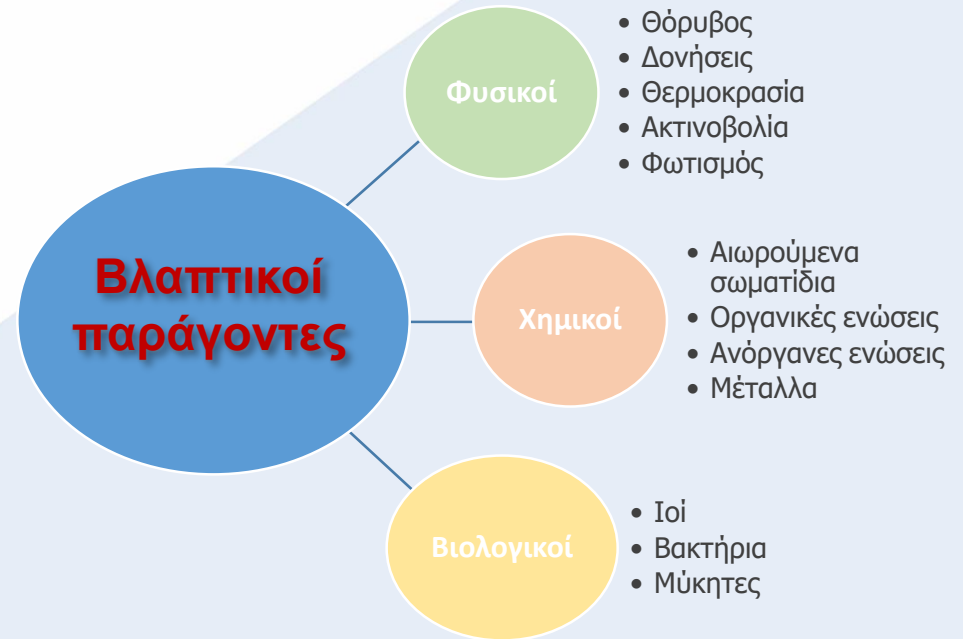 Βλαπτικοί
παράγοντες
Φυσικοί
• Θόρυβος
• Δονήσεις
• Θερμοκρασία
• Ακτινοβολία
• Φωτισμός
Χημικοί
• Αιωρούμενα
σωματίδια
• Οργανικές ενώσεις
• Ανόργανες ενώσεις
• Μέταλλα
Βιολογικοί
• Ιοί
• Βακτήρια
• Μύκητες